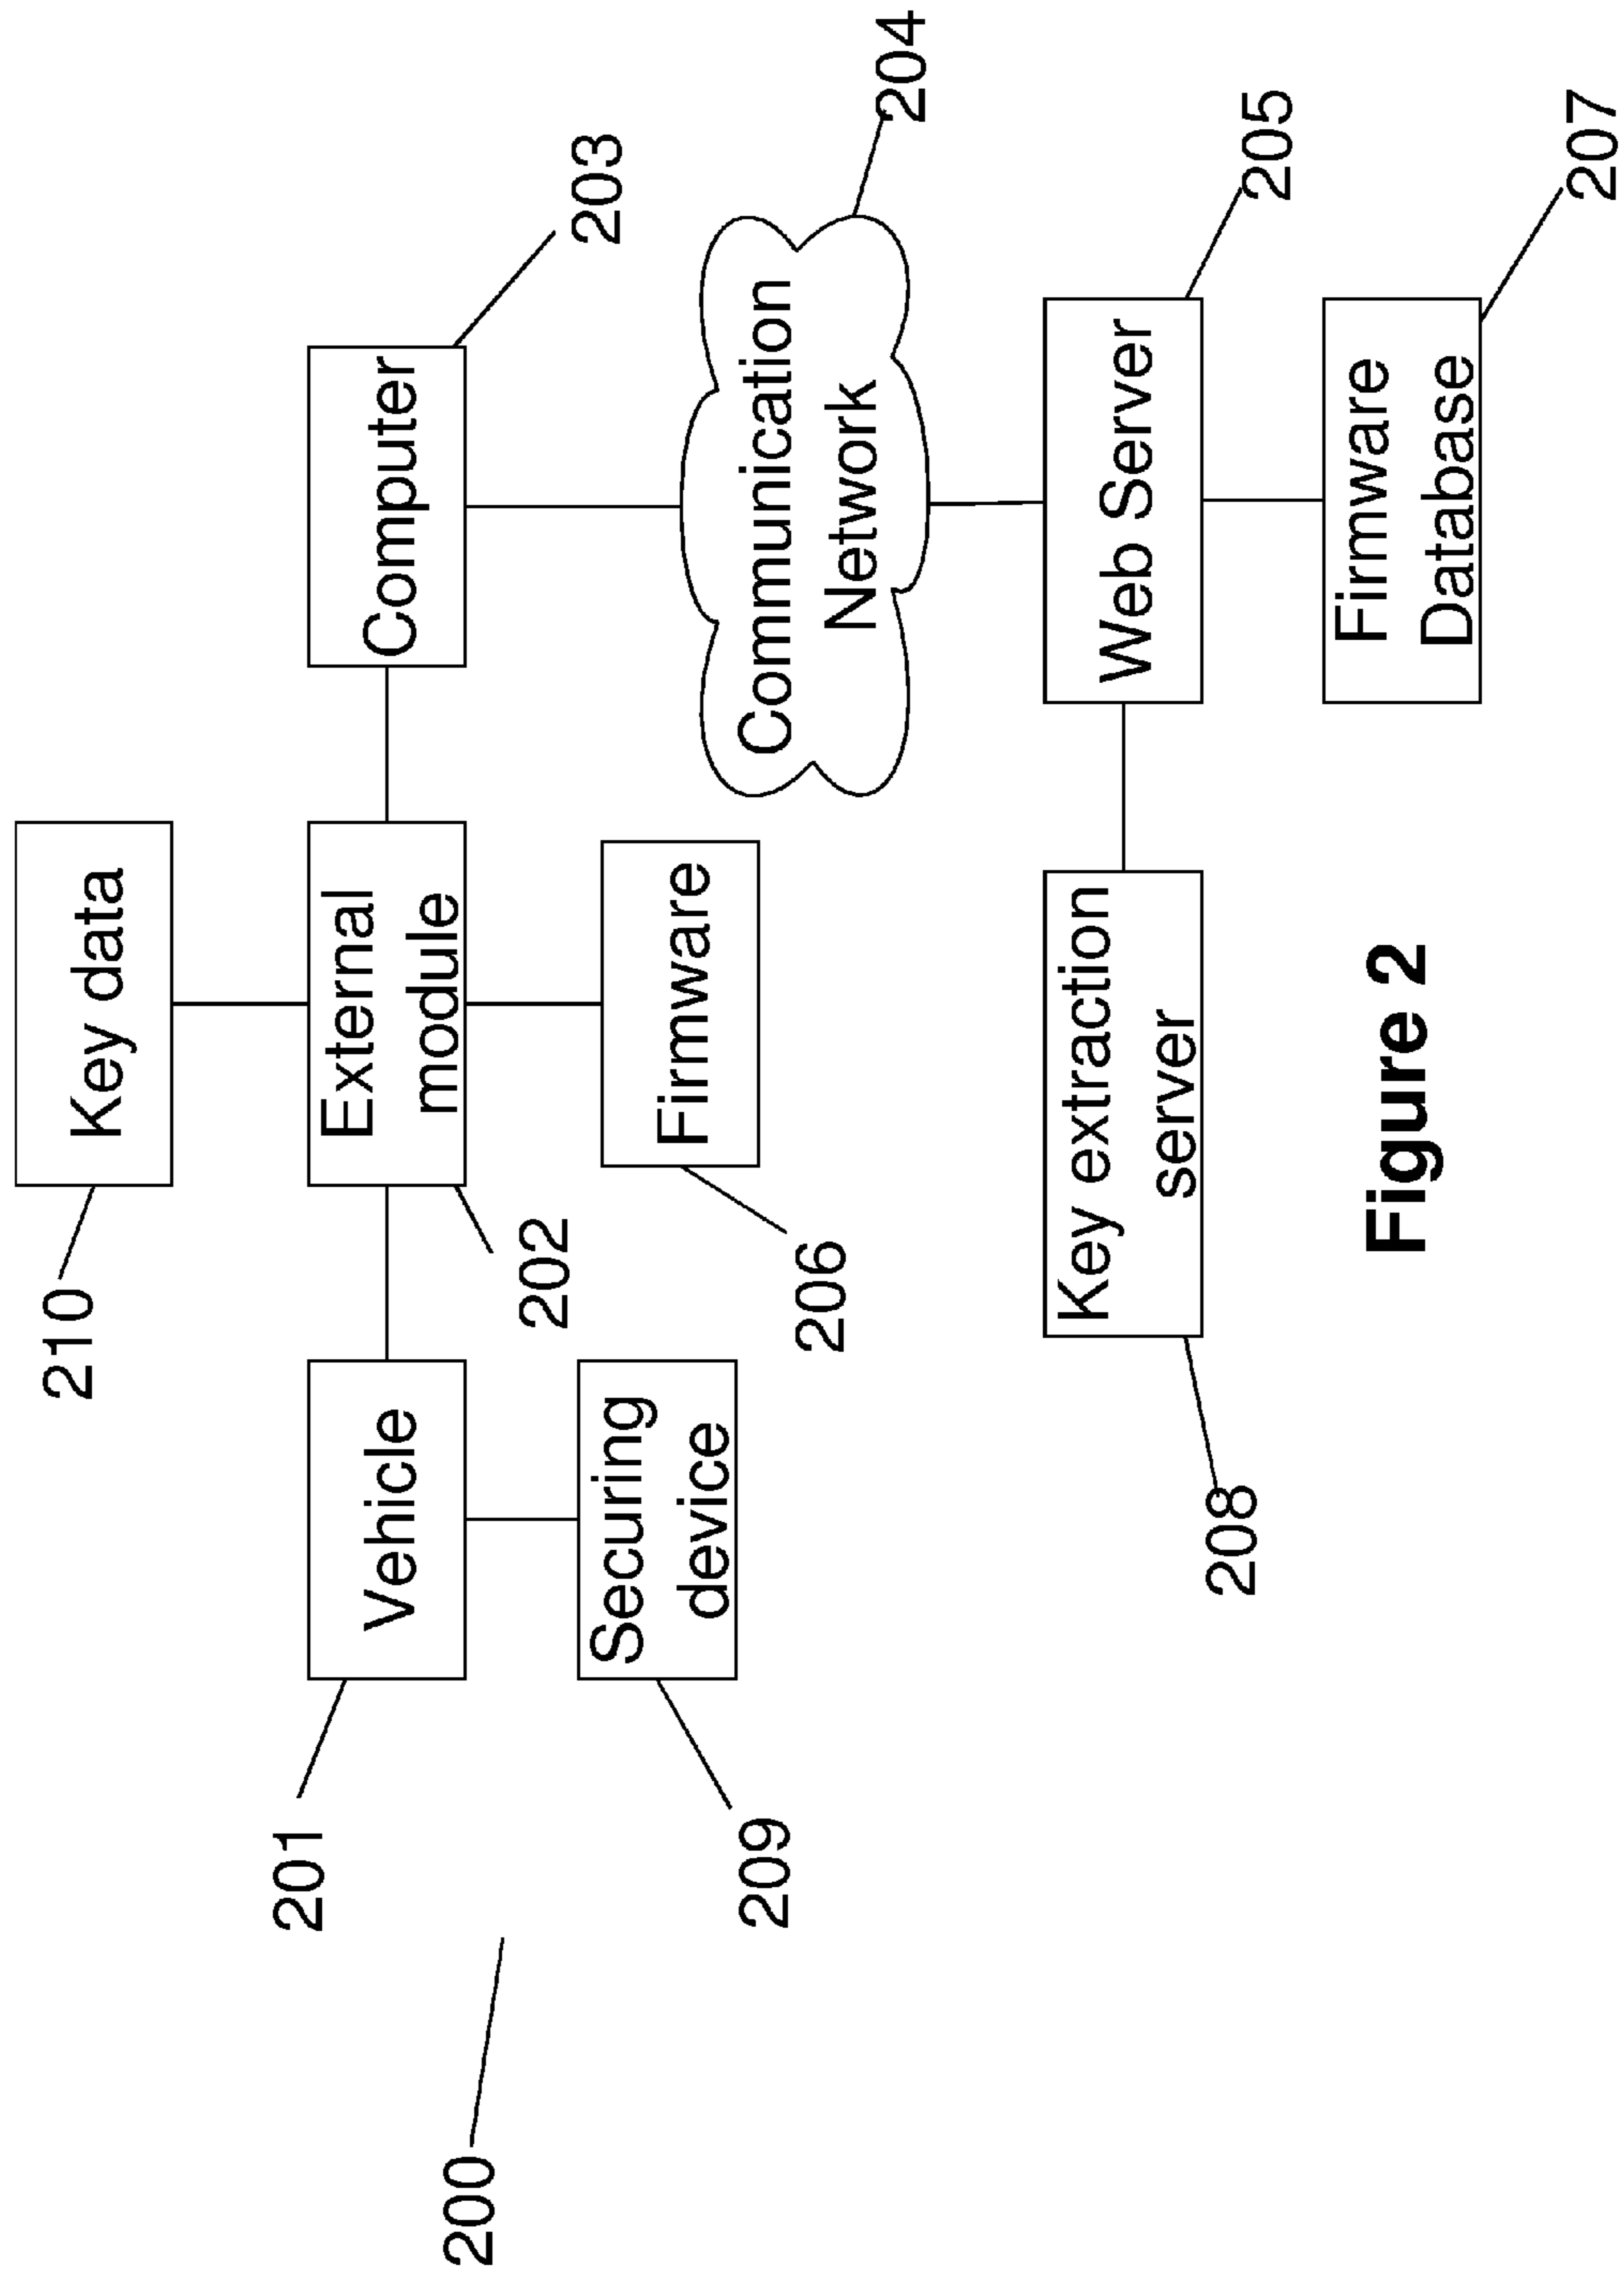 210
Key data
201
Vehicle
External
module
Computer
203
200
202
209
Securing
device
206
Firmware
Communication
Network
204
208
Key extraction
server
Web Server
205
Firmware
Database
207
Figure 2